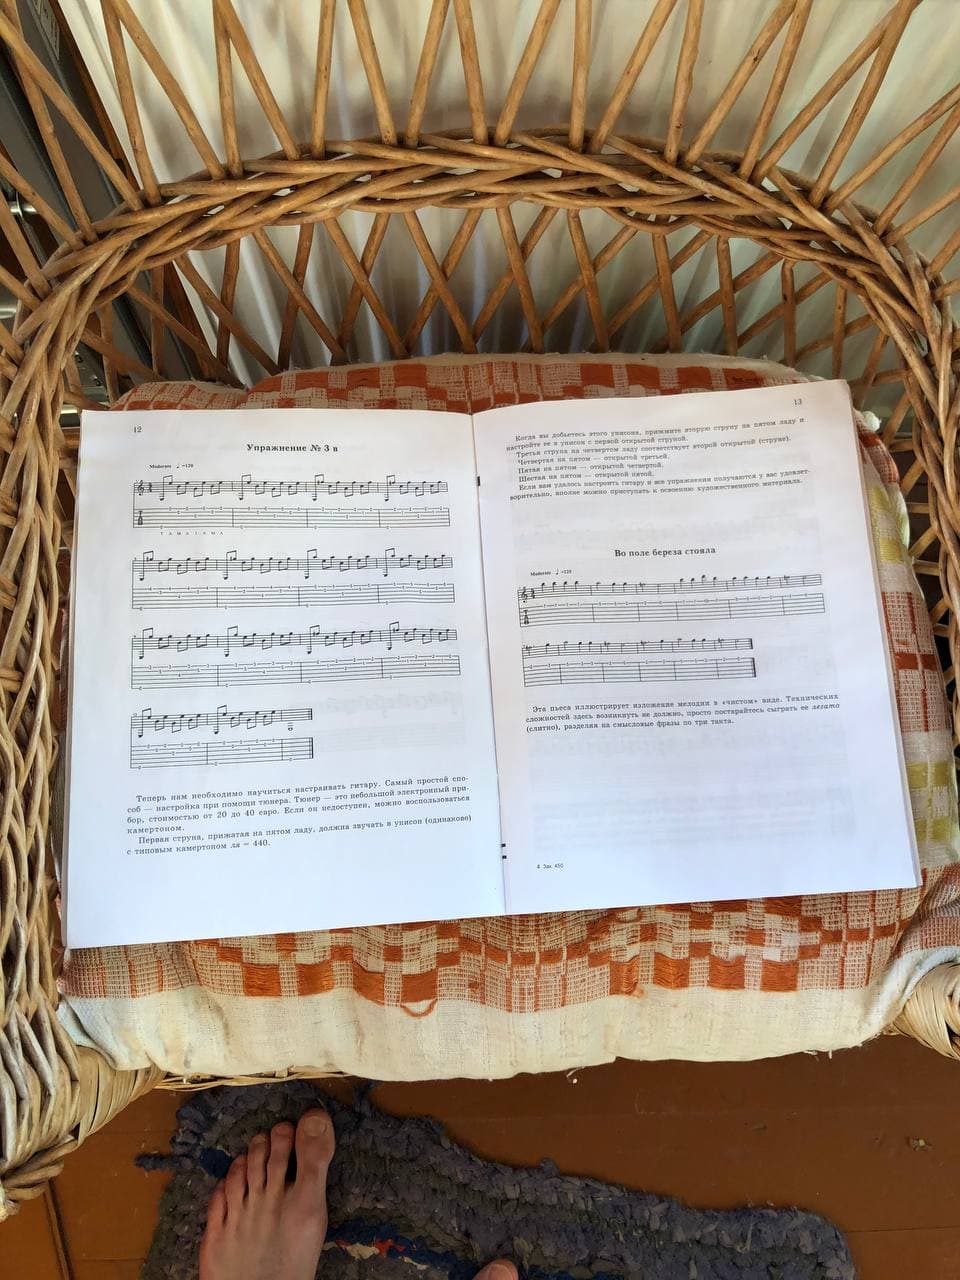 12
Упражнение № 3 в
Moderato ♩ =120
T A M A I A M A
Теперь нам необходимо научиться настраивать гитару. Самый простой спо-
соб — настройка при помощи тюнера. Тюнер — это небольшой электронный при-
бор, стоимостью от 20 до 40 евро. Если он недоступен, можно воспользоваться
камертоном.
Первая струна, прижатая на пятом ладу, должна звучать в унисон (одинаково)
с типовым камертоном ля = 440.
13
Когда вы добьетесь этого унисона, прижмите вторую струну на пятом ладу и
настройте ее в унисон с первой открытой струной.
Третья струна на четвертом ладу соответствует второй открытой (струне).
Четвертая на пятом — открытой третьей.
Пятая на пятом — открытой четвертой.
Шестая на пятом — открытой пятой.
Если вам удалось настроить гитару и все упражнения получаются у вас удовлет-
ворительно, вполне можно приступать к освоению художественного материала.
Во поле береза стояла
Moderato ♩ =120
Эта пьеса иллюстрирует изложение мелодии в «чистом» виде. Технических
сложностей здесь возникнуть не должно, просто постарайтесь сыграть ее легато
(слитно), разделяя на смысловые фразы по три такта.
4 Зак. 450